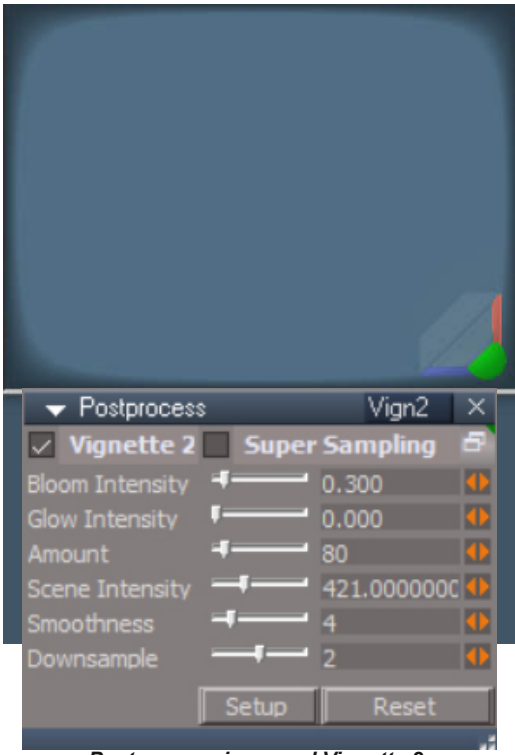 Postprocess Vign2
Vignette 2 Super Sampling
Bloom Intensity 0.300
Glow Intensity 0.000
Amount 80
Scene Intensity 421.0000000
Smoothness 4
Downsample 2
Setup Reset